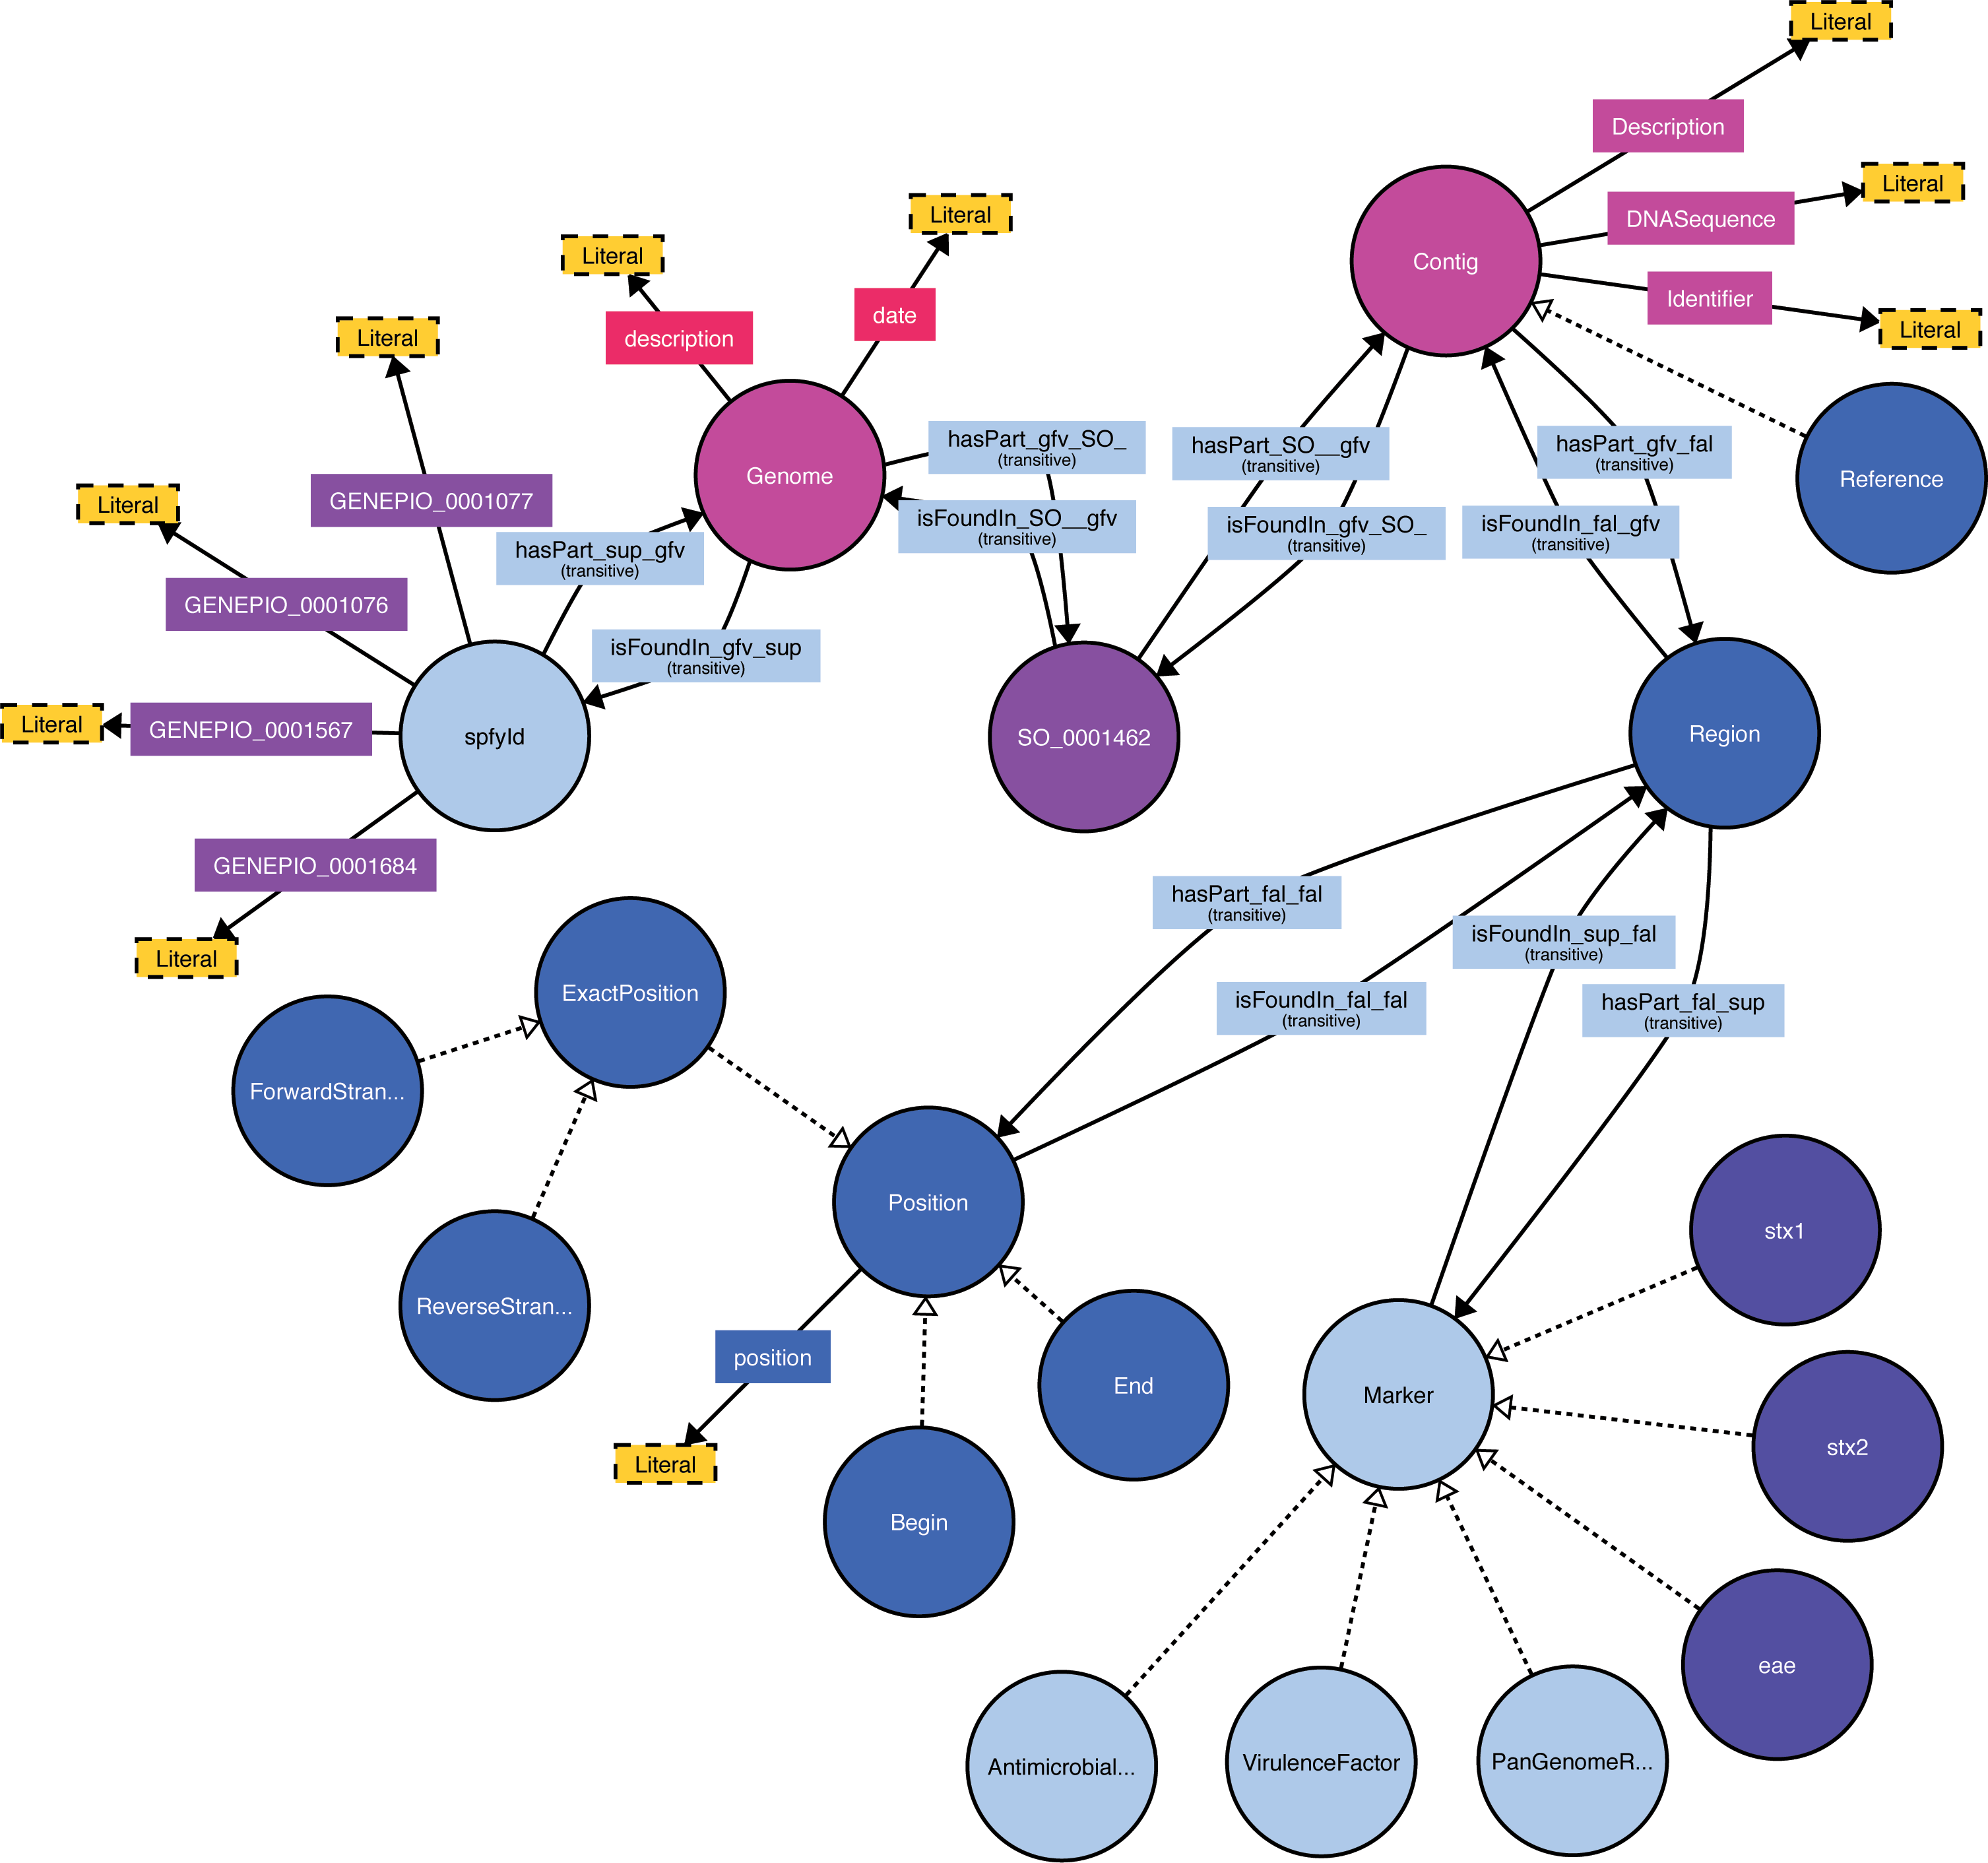 Literal
Description
Literal
DNASequence
Literal
Identifier
Literal
Contig
Reference
Literal
Literal
description
date
Genome
Literal
GENEPIO_0001077
Literal
GENEPIO_0001076
Literal
GENEPIO_0001567
GENEPIO_0001684
Literal
spfyId
hasPart_sup_gfv
(transitive)
isFoundIn_gfv_sup
(transitive)
hasPart_gfv_SO_
(transitive)
isFoundIn_SO__gfv
(transitive)
hasPart_SO__gfv
(transitive)
isFoundIn_gfv_SO_
(transitive)
hasPart_gfv_fal
(transitive)
isFoundIn_fal_gfv
(transitive)
SO_0001462
Region
hasPart_fal_fal
(transitive)
isFoundIn_fal_fal
(transitive)
isFoundIn_sup_fal
(transitive)
hasPart_fal_sup
(transitive)
ExactPosition
ForwardStran...
ReverseStran...
Position
position
Literal
Begin
End
Marker
stx1
stx2
eae
Antimicrobial...
VirulenceFactor
PanGenomeR...